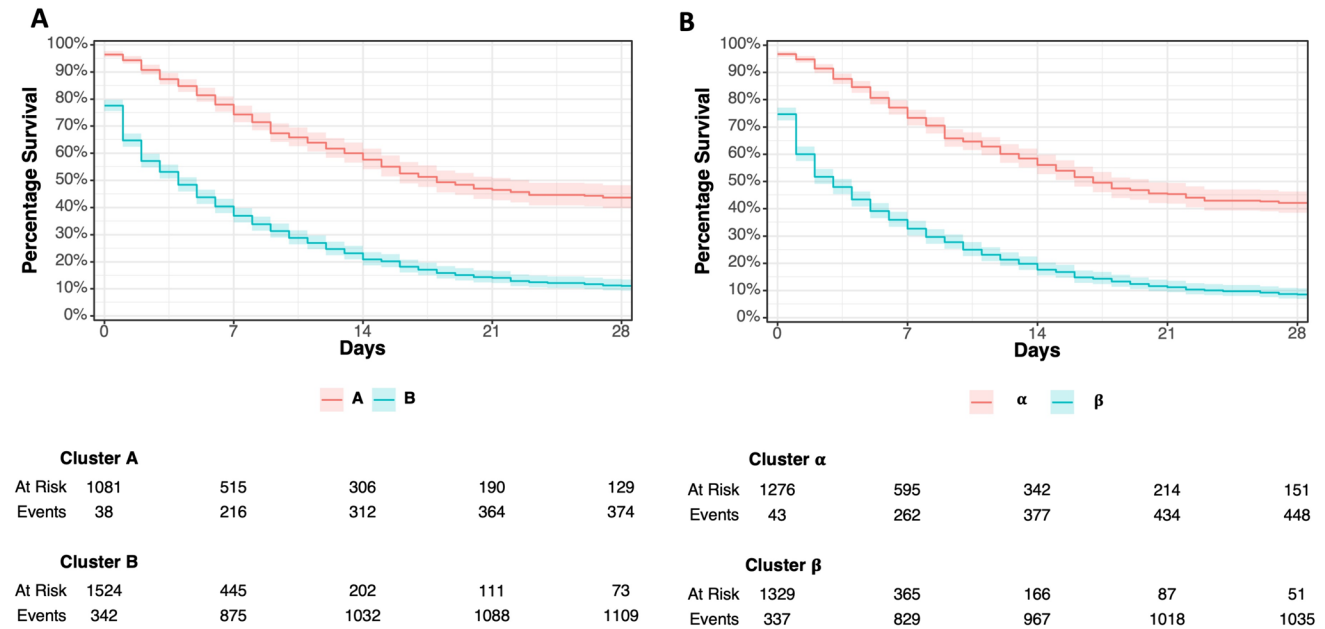 A
100%
90%
80%
70%
60%
50%
40%
30%
20%
10%
0%
Percentage Survival
0 7 14 21 28
Days
A B
Cluster A
At Risk 1081 515 306 190 129
Events 38 216 312 364 374
Cluster B
At Risk 1524 445 202 111 73
Events 342 875 1032 1088 1109
B
100%
90%
80%
70%
60%
50%
40%
30%
20%
10%
0%
Percentage Survival
0 7 14 21 28
Days
α β
Cluster α
At Risk 1276 595 342 214 151
Events 43 262 377 434 448
Cluster β
At Risk 1329 365 166 87 51
Events 337 829 967 1018 1035